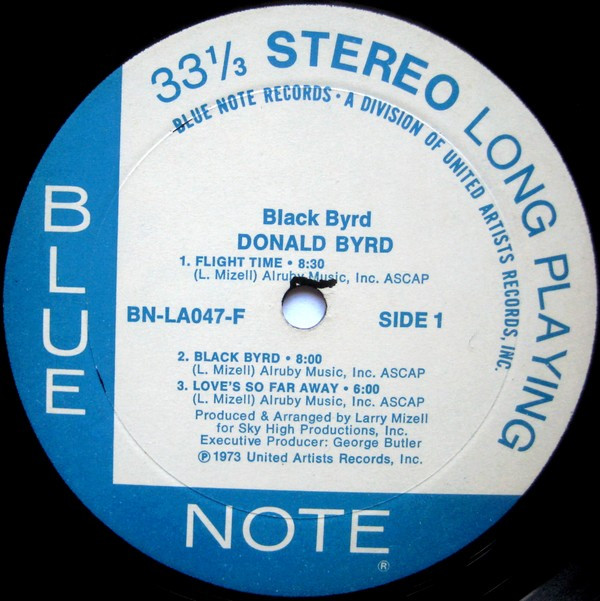 33⅓ STEREO LONG PLAYING
BLUE NOTE RECORDS • A DIVISION OF UNITED ARTISTS RECORDS, INC.
BLUE
Black Byrd
DONALD BYRD
1. FLIGHT TIME • 8:30
(L. Mizell) Alruby Music, Inc. ASCAP
BN-LA047-F
SIDE 1
2. BLACK BYRD • 8:00
(L. Mizell) Alruby Music, Inc. ASCAP
3. LOVE'S SO FAR AWAY • 6:00
(L. Mizell) Alruby Music, Inc. ASCAP
Produced & Arranged by Larry Mizell
for Sky High Productions, Inc.
Executive Producer: George Butler
℗ 1973 United Artists Records, Inc.
NOTE
®